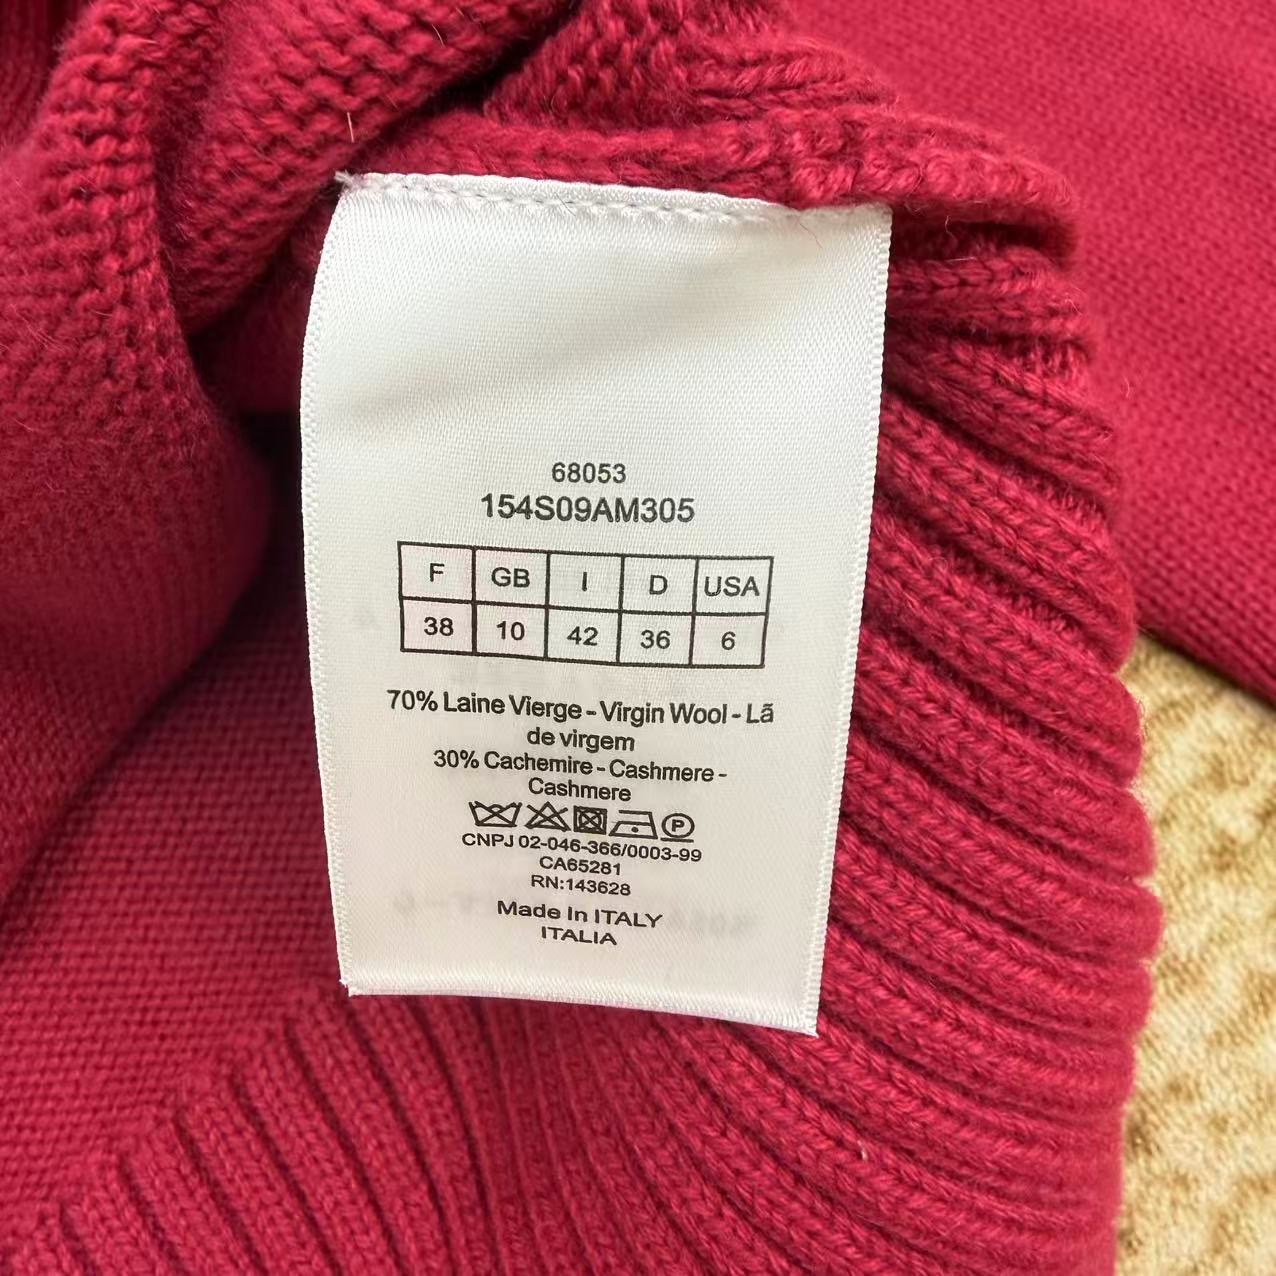 68053
154S09AM305
F GB I D USA
38 10 42 36 6
70% Laine Vierge - Virgin Wool - Lã
de virgem
30% Cachemire - Cashmere -
Cashmere
P
CNPJ 02-046-366/0003-99
CA65281
RN:143628
Made In ITALY
ITALIA